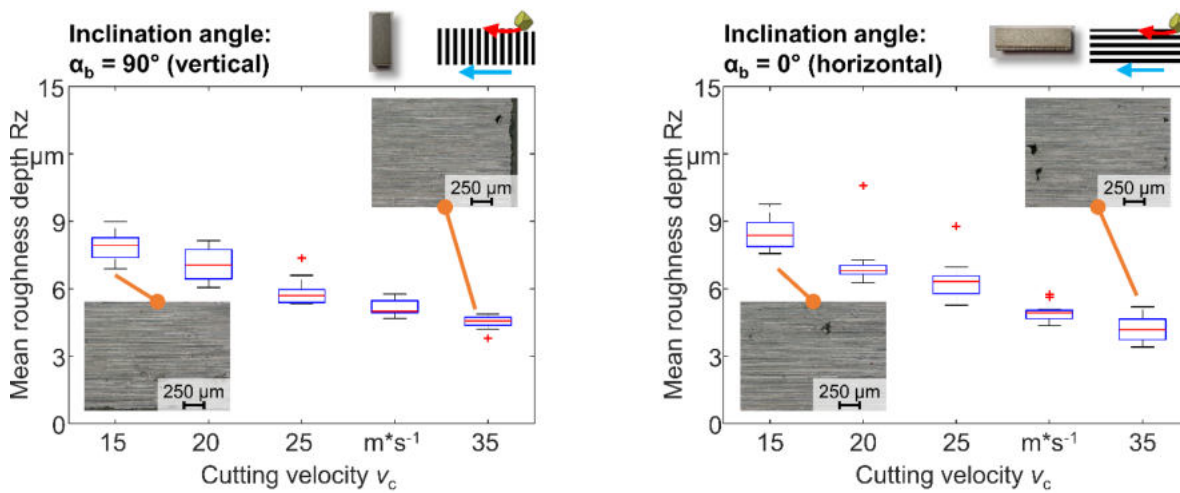 Inclination angle:
αb = 90° (vertical)
Mean roughness depth Rz
15
µm
9
6
3
0
250 µm
250 µm
15 20 25 m*s⁻¹ 35
Cutting velocity vc
Inclination angle:
αb = 0° (horizontal)
Mean roughness depth Rz
15
µm
9
6
3
0
250 µm
250 µm
15 20 25 m*s⁻¹ 35
Cutting velocity vc